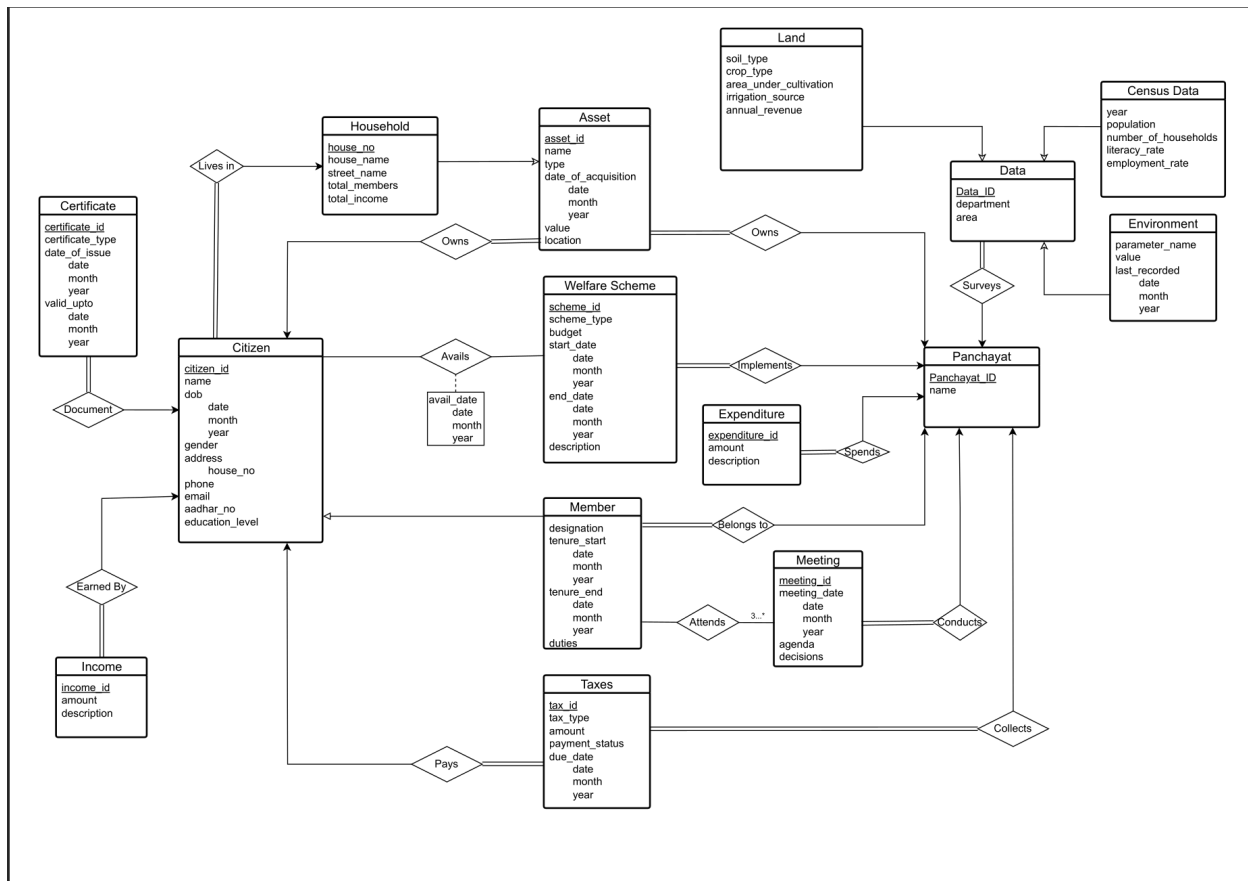 Land
soil_type
crop_type
area_under_cultivation
irrigation_source
annual_revenue
Census Data
year
population
number_of_households
literacy_rate
employment_rate
Household
house_no
house_name
street_name
total_members
total_income
Asset
asset_id
name
type
date_of_acquisition
date
month
year
value
location
Lives in
Data
Data_ID
department
area
Certificate
certificate_id
certificate_type
date_of_issue
date
month
year
valid_upto
date
month
year
Owns
Owns
Environment
parameter_name
value
last_recorded
date
month
year
Surveys
Welfare Scheme
scheme_id
scheme_type
budget
start_date
date
month
year
end_date
date
month
year
description
Citizen
citizen_id
name
dob
date
month
year
gender
address
house_no
phone
email
aadhar_no
education_level
Avails
avail_date
date
month
year
Implements
Panchayat
Panchayat_ID
name
Document
Expenditure
expenditure_id
amount
description
Spends
Member
designation
tenure_start
date
month
year
tenure_end
date
month
year
duties
Belongs to
Meeting
meeting_id
meeting_date
date
month
year
agenda
decisions
Earned By
Attends
3...*
Conducts
Income
income_id
amount
description
Taxes
tax_id
tax_type
amount
payment_status
due_date
date
month
year
Pays
Collects